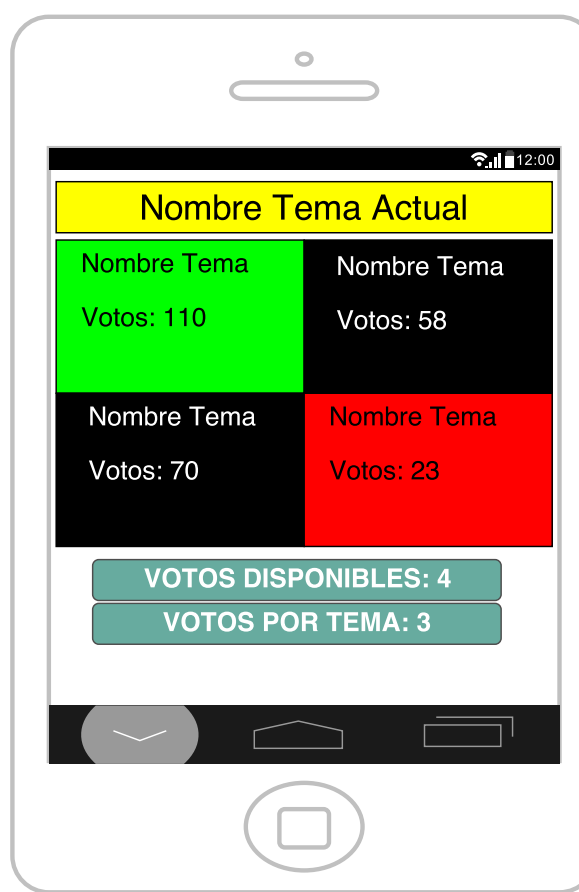 12:00
Nombre Tema Actual
Nombre Tema
Votos: 110
Nombre Tema
Votos: 58
Nombre Tema
Votos: 70
Nombre Tema
Votos: 23
VOTOS DISPONIBLES: 4
VOTOS POR TEMA: 3